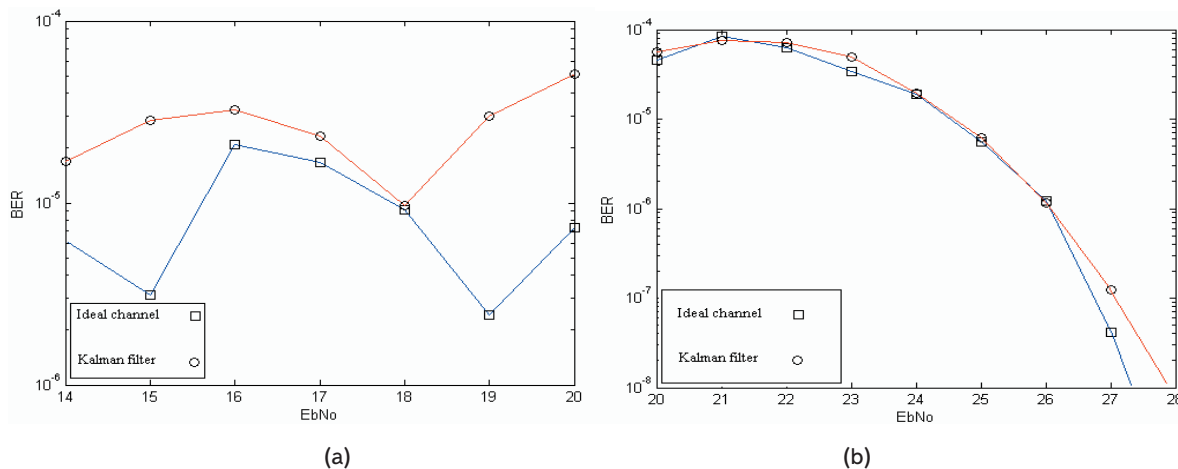 10-4
10-5
10-6
BER
14 15 16 17 18 19 20
EbNo
Ideal channel
Kalman filter
(a)
10-4
10-5
10-6
10-7
10-8
BER
20 21 22 23 24 25 26 27 28
EbNo
Ideal channel
Kalman filter
(b)